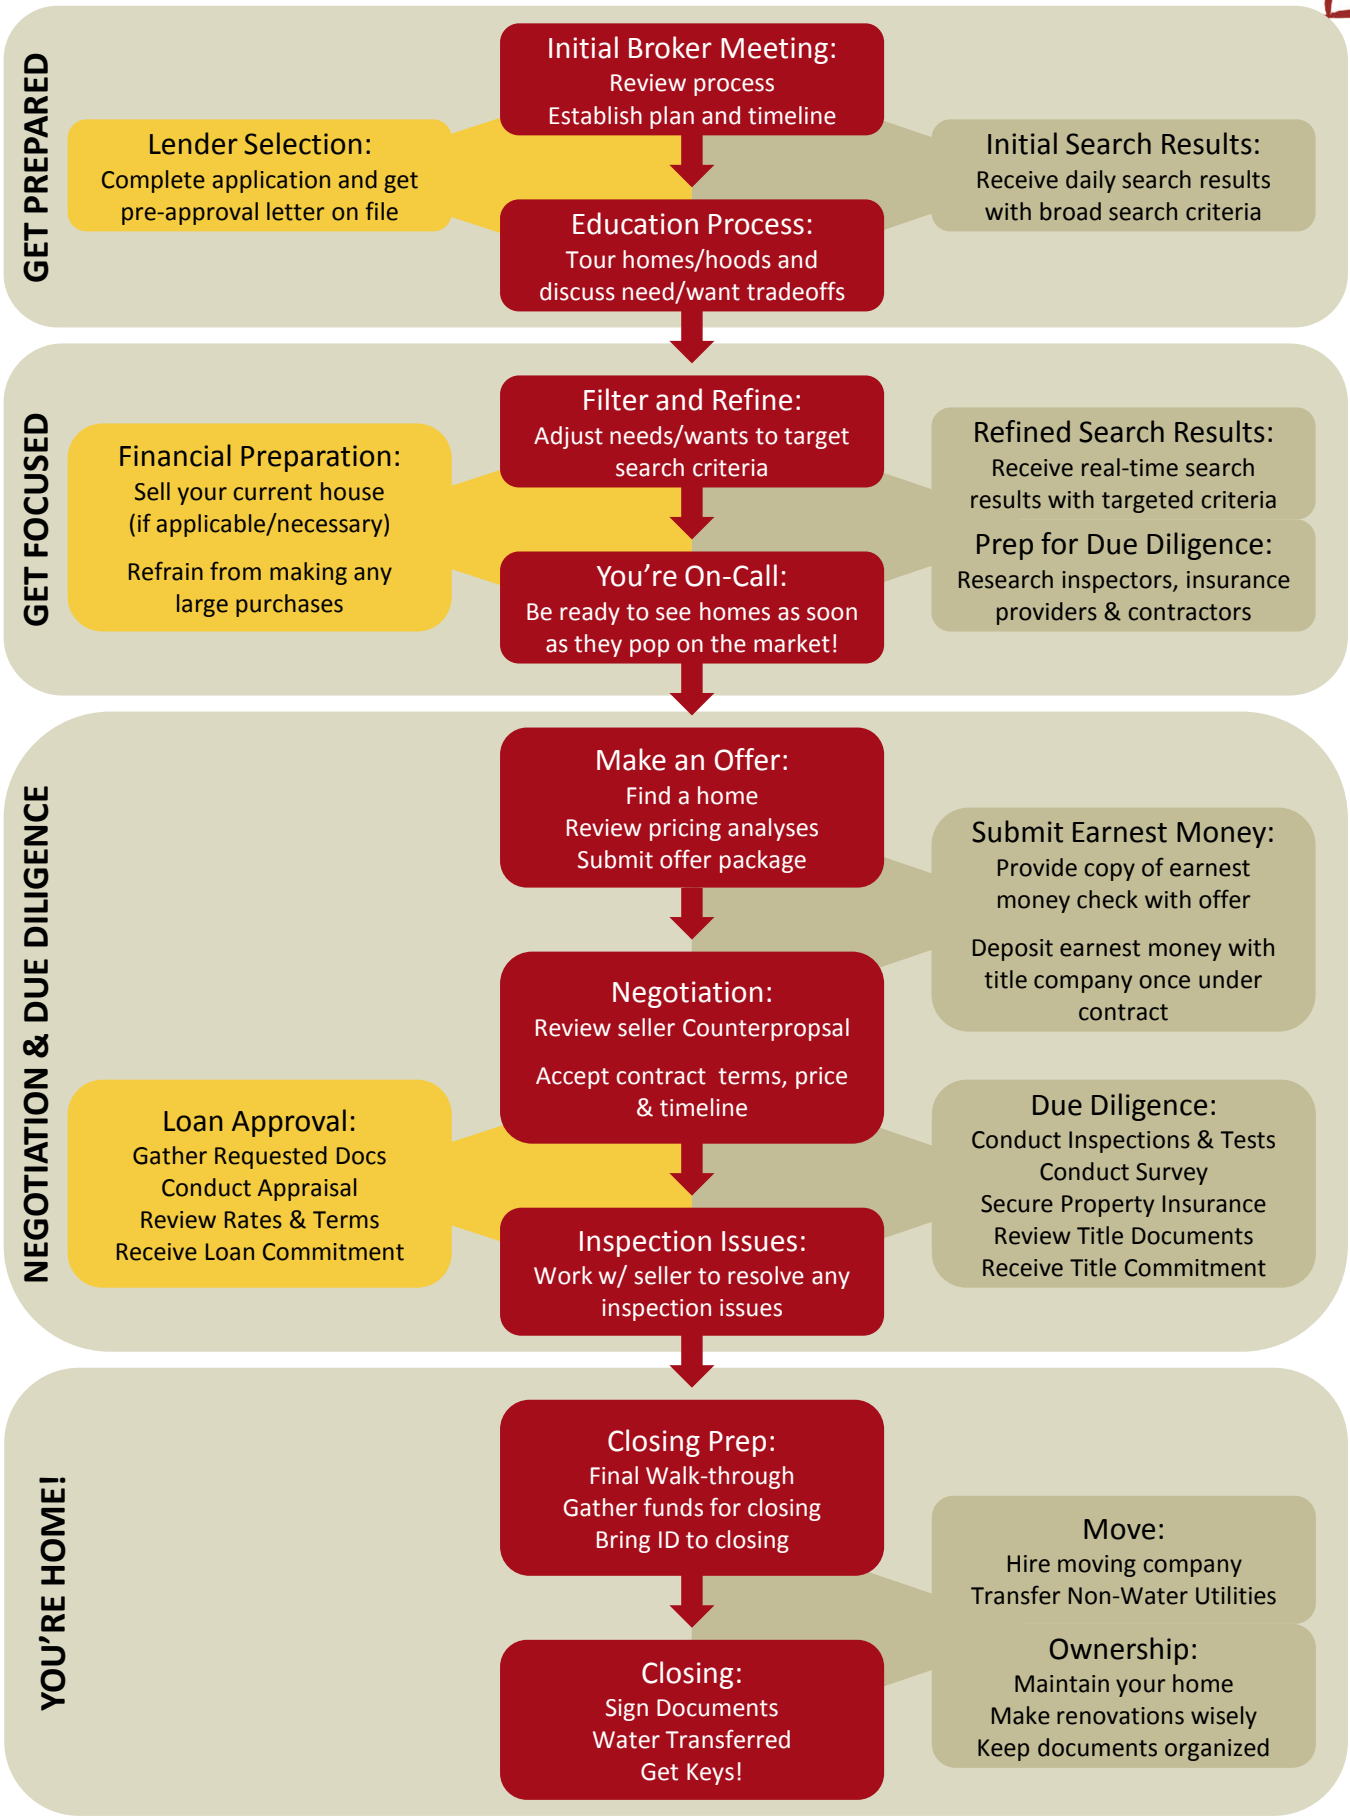 GET PREPARED
Initial Broker Meeting:
Review process
Establish plan and timeline
Lender Selection:
Complete application and get
pre-approval letter on file
Initial Search Results:
Receive daily search results
with broad search criteria
Education Process:
Tour homes/hoods and
discuss need/want tradeoffs
GET FOCUSED
Filter and Refine:
Adjust needs/wants to target
search criteria
Financial Preparation:
Sell your current house
(if applicable/necessary)
Refrain from making any
large purchases
Refined Search Results:
Receive real-time search
results with targeted criteria
Prep for Due Diligence:
Research inspectors, insurance
providers & contractors
You’re On-Call:
Be ready to see homes as soon
as they pop on the market!
NEGOTIATION & DUE DILIGENCE
Make an Offer:
Find a home
Review pricing analyses
Submit offer package
Submit Earnest Money:
Provide copy of earnest
money check with offer
Deposit earnest money with
title company once under
contract
Negotiation:
Review seller Counterpropsal
Accept contract terms, price
& timeline
Loan Approval:
Gather Requested Docs
Conduct Appraisal
Review Rates & Terms
Receive Loan Commitment
Due Diligence:
Conduct Inspections & Tests
Conduct Survey
Secure Property Insurance
Review Title Documents
Receive Title Commitment
Inspection Issues:
Work w/ seller to resolve any
inspection issues
YOU’RE HOME!
Closing Prep:
Final Walk-through
Gather funds for closing
Bring ID to closing
Move:
Hire moving company
Transfer Non-Water Utilities
Ownership:
Maintain your home
Make renovations wisely
Keep documents organized
Closing:
Sign Documents
Water Transferred
Get Keys!